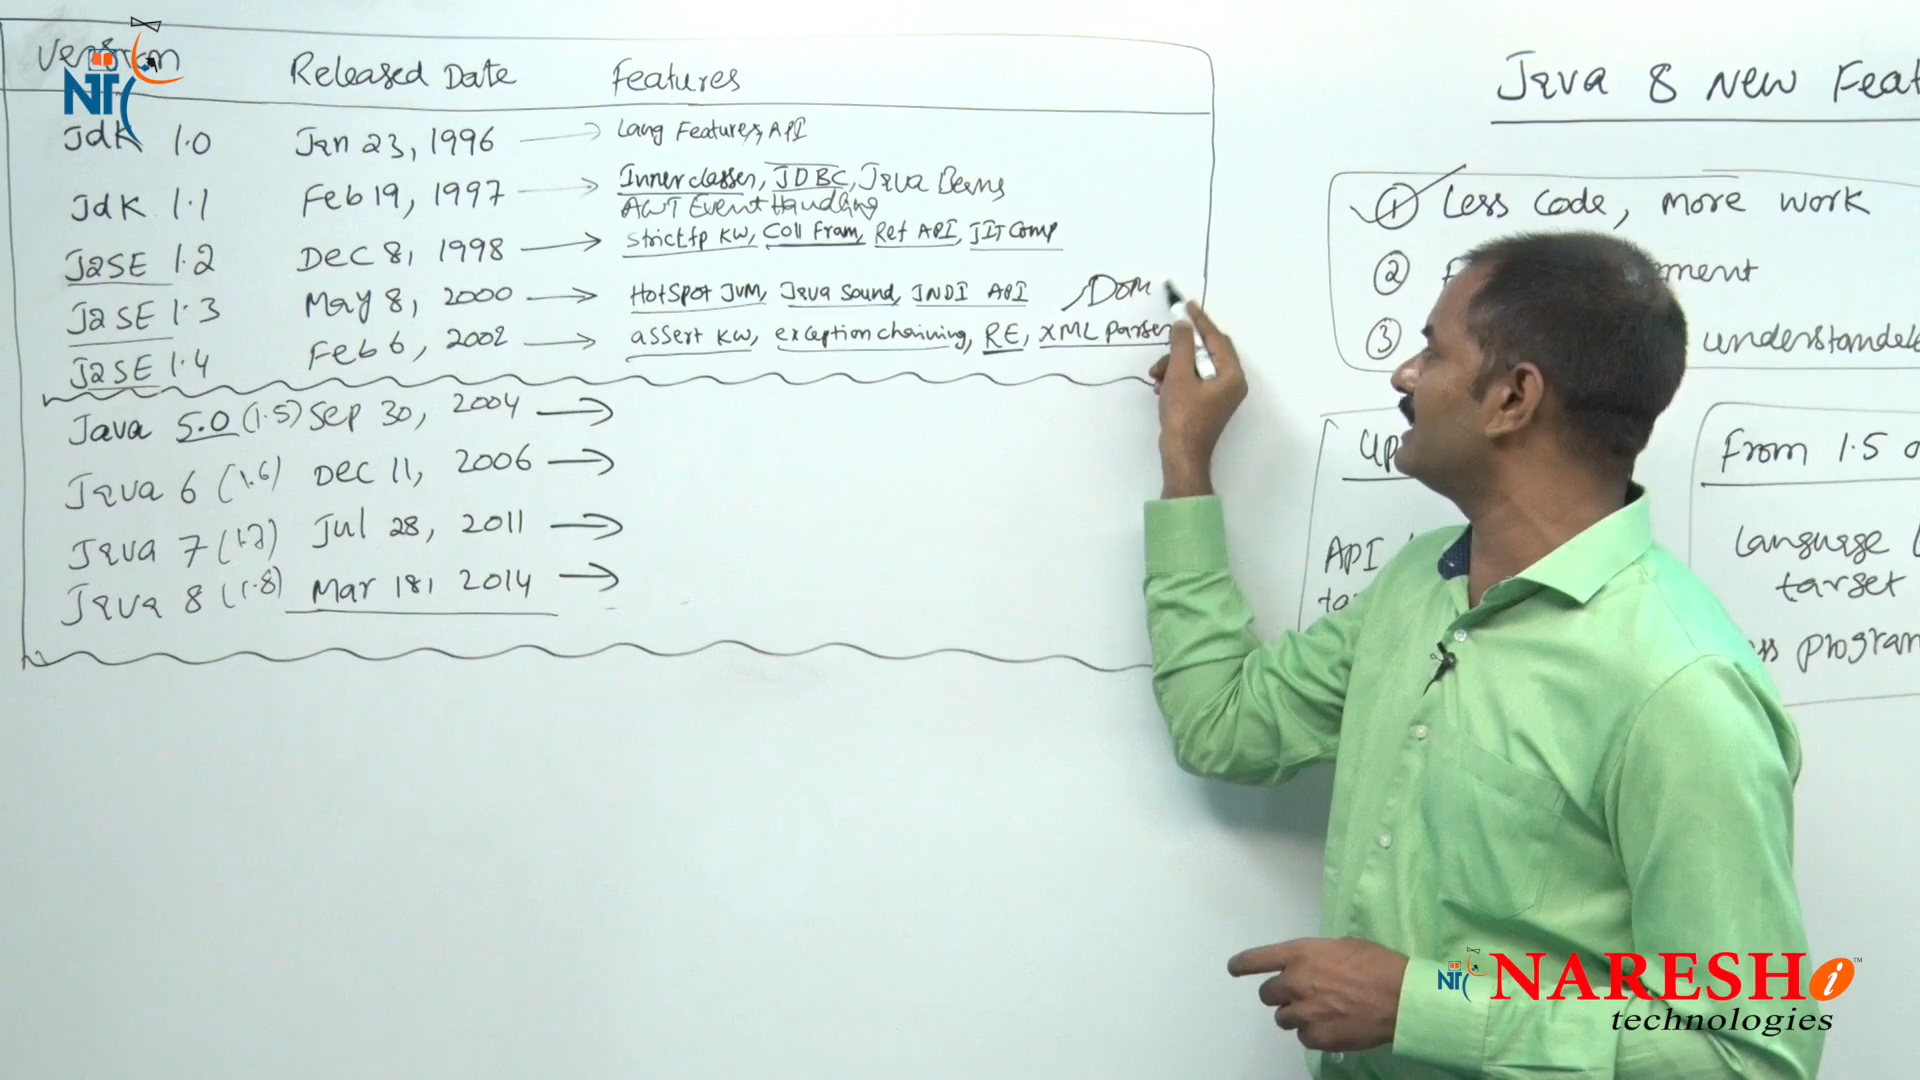 Version Released Date Features
Jdk 1.0 Jan 23, 1996 Lang Features, API
Jdk 1.1 Feb 19, 1997 Inner classes, JDBC, Java Beans
AWT Event Handling
J2SE 1.2 Dec 8, 1998 Strictfp KW, Coll Fram, Ref API, JIT Comp
J2SE 1.3 May 8, 2000 HotSpot JVM, Java Sound, JNDI API
DOM
J2SE 1.4 Feb 6, 2002 assert KW, exception chaining, RE, XML Parser
Java 5.0 (1.5) Sep 30, 2004
Java 6 (1.6) Dec 11, 2006
Java 7 (1.7) Jul 28, 2011
Java 8 (1.8) Mar 18, 2014
Java 8 New Feat
① Less Code, More work
②
③ understandab
Up
API
From 1.5 o
Language
target
ss program
NT
NT NARESH i ™
technologies